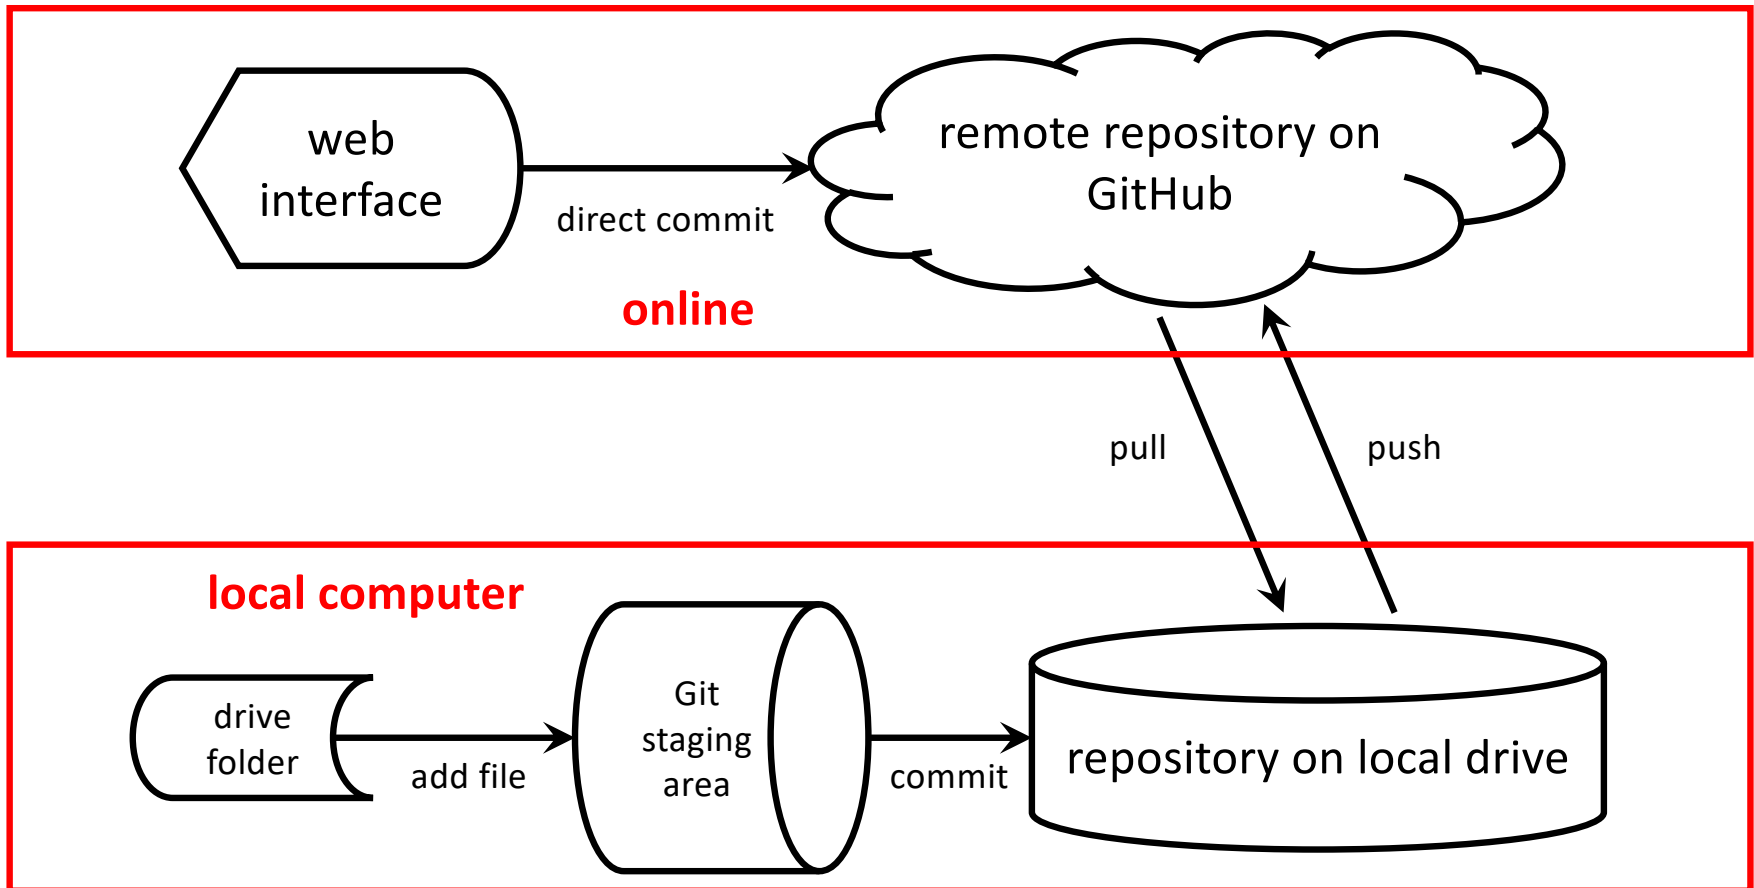 web
interface
direct commit
remote repository on
GitHub
online
pull
push
local computer
drive
folder
add file
Git
staging
area
commit
repository on local drive